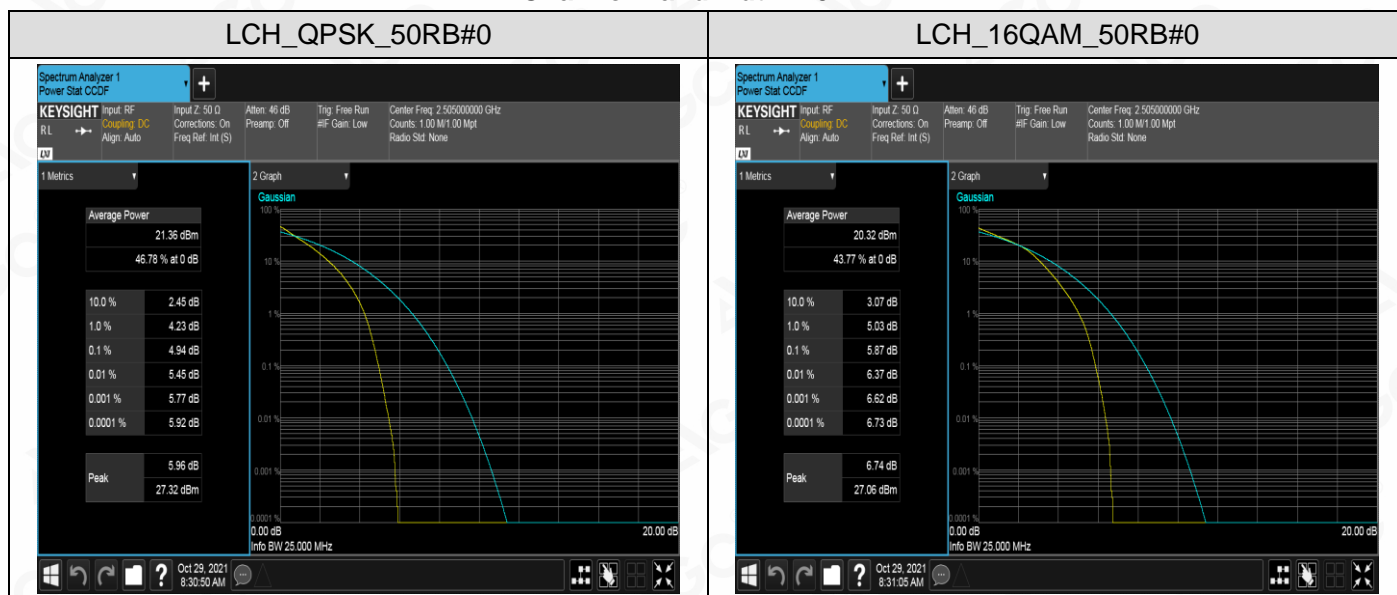 LCH_QPSK_50RB#0
Spectrum Analyzer 1
Power Stat CCDF
+
KEYSIGHT
Input: RF
Coupling: DC
Align: Auto
Input Z: 50 Ω
Corrections: On
Freq Ref: Int (S)
Atten: 46 dB
Preamp: Off
Trig: Free Run
#IF Gain: Low
Center Freq: 2.505000000 GHz
Counts: 1.00 M/1.00 Mpt
Radio Std: None
RL
LXI
1 Metrics
Average Power
21.36 dBm
46.78 % at 0 dB
10.0 % 2.45 dB
1.0 % 4.23 dB
0.1 % 4.94 dB
0.01 % 5.45 dB
0.001 % 5.77 dB
0.0001 % 5.92 dB
Peak
5.96 dB
27.32 dBm
2 Graph
Gaussian
100 %
10 %
1 %
0.1 %
0.01 %
0.001 %
0.0001 %
0.00 dB
20.00 dB
Info BW 25.000 MHz
?
Oct 29, 2021
8:30:50 AM
LCH_16QAM_50RB#0
Spectrum Analyzer 1
Power Stat CCDF
+
KEYSIGHT
Input: RF
Coupling: DC
Align: Auto
Input Z: 50 Ω
Corrections: On
Freq Ref: Int (S)
Atten: 46 dB
Preamp: Off
Trig: Free Run
#IF Gain: Low
Center Freq: 2.505000000 GHz
Counts: 1.00 M/1.00 Mpt
Radio Std: None
RL
LXI
1 Metrics
Average Power
20.32 dBm
43.77 % at 0 dB
10.0 % 3.07 dB
1.0 % 5.03 dB
0.1 % 5.87 dB
0.01 % 6.37 dB
0.001 % 6.62 dB
0.0001 % 6.73 dB
Peak
6.74 dB
27.06 dBm
2 Graph
Gaussian
100 %
10 %
1 %
0.1 %
0.01 %
0.001 %
0.0001 %
0.00 dB
20.00 dB
Info BW 25.000 MHz
?
Oct 29, 2021
8:31:05 AM